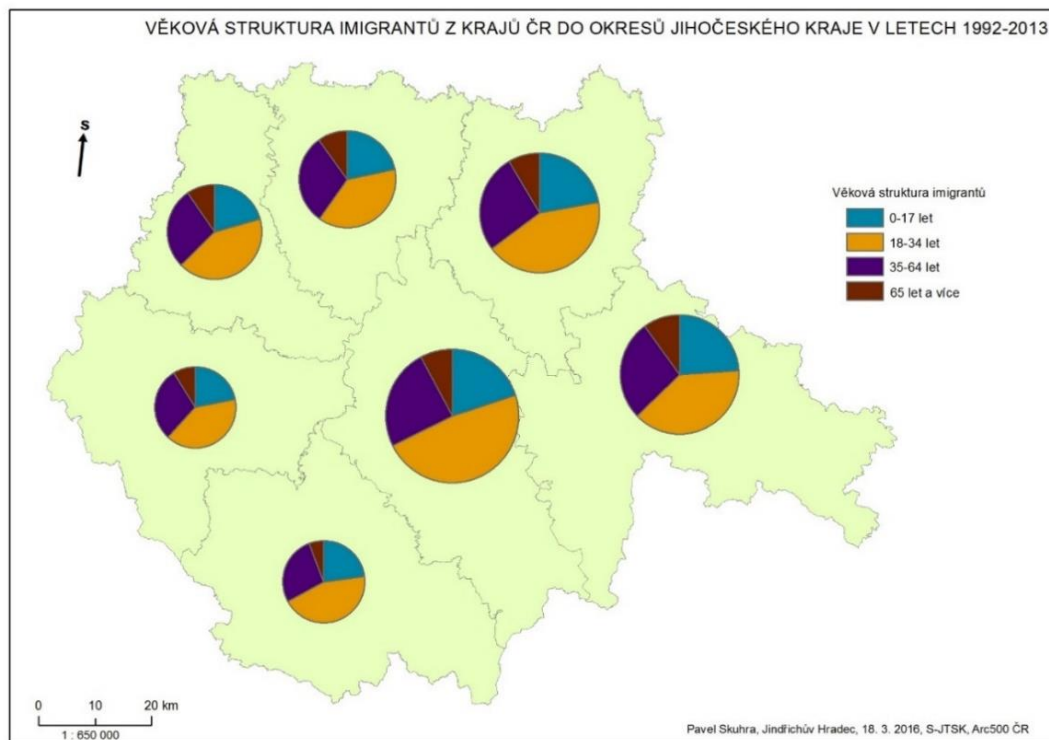 VĚKOVÁ STRUKTURA IMIGRANTŮ Z KRAJŮ ČR DO OKRESŮ JIHOČESKÉHO KRAJE V LETECH 1992-2013
S
Věková struktura imigrantů
0-17 let
18-34 let
35-64 let
65 let a více
0 10 20 km
1 : 650 000
Pavel Skuhra, Jindřichův Hradec, 18. 3. 2016, S-JTSK, Arc500 ČR